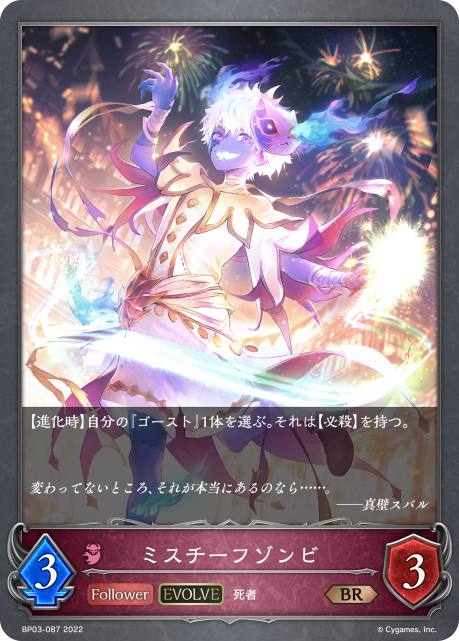 【進化時】自分の『ゴースト』1体を選ぶ。それは【必殺】を持つ。
変わってないところ、それが本当にあるのなら……。
――真壁スバル
ミスチーフゾンビ
3
Follower EVOLVE 死者 BR
3
BP03-087 2022
© Cygames, Inc.